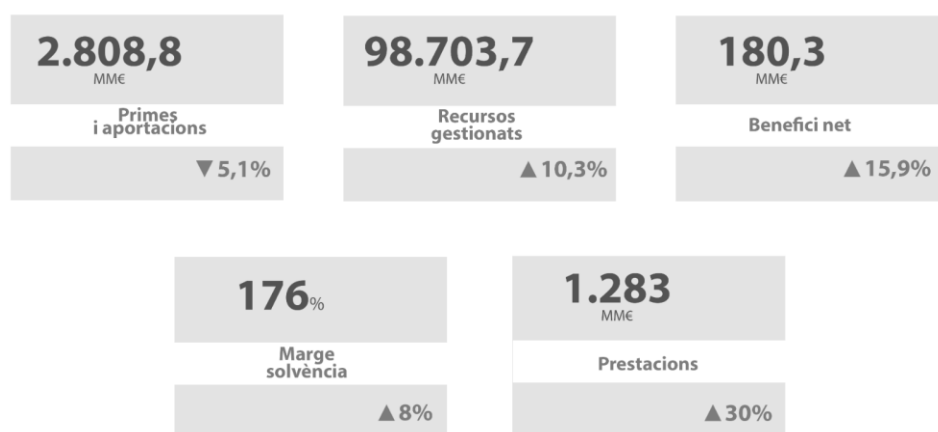 2.808,8
MM€
Primes
i aportacions
▼5,1%
98.703,7
MM€
Recursos
gestionats
▲10,3%
180,3
MM€
Benefici net
▲15,9%
176%
Marge
solvència
▲8%
1.283
MM€
Prestacions
▲30%